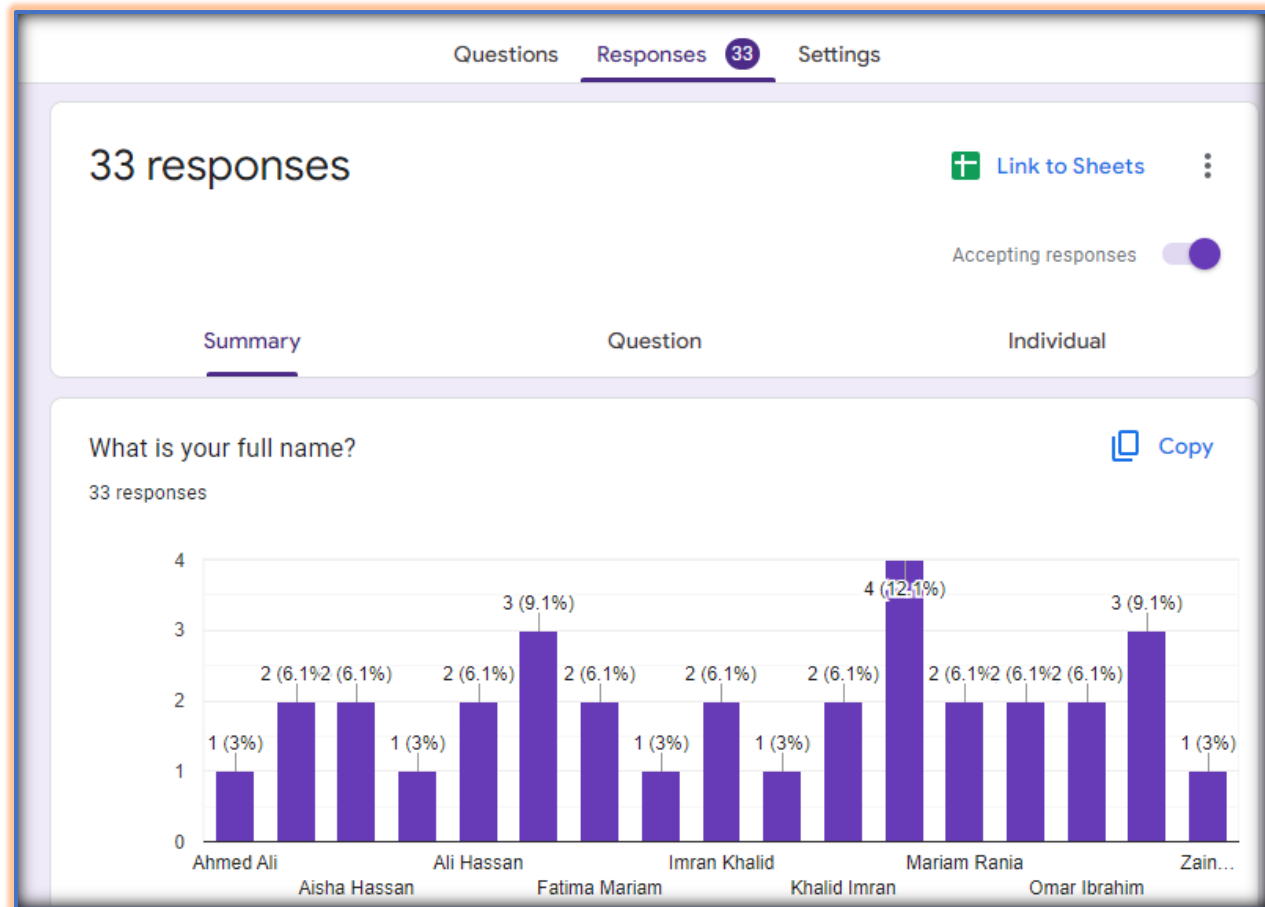 Questions Responses 33 Settings
33 responses
Link to Sheets
Accepting responses
Summary Question Individual
What is your full name?
Copy
33 responses
4
3
2
1
0
1 (3%)
2 (6.1%
2 (6.1%)
1 (3%)
2 (6.1%)
3 (9.1%)
2 (6.1%)
1 (3%)
2 (6.1%)
1 (3%)
2 (6.1%)
4 (12.1%)
2 (6.1%
2 (6.1%
2 (6.1%)
3 (9.1%)
1 (3%)
Ahmed Ali
Aisha Hassan
Ali Hassan
Fatima Mariam
Imran Khalid
Khalid Imran
Mariam Rania
Omar Ibrahim
Zain…